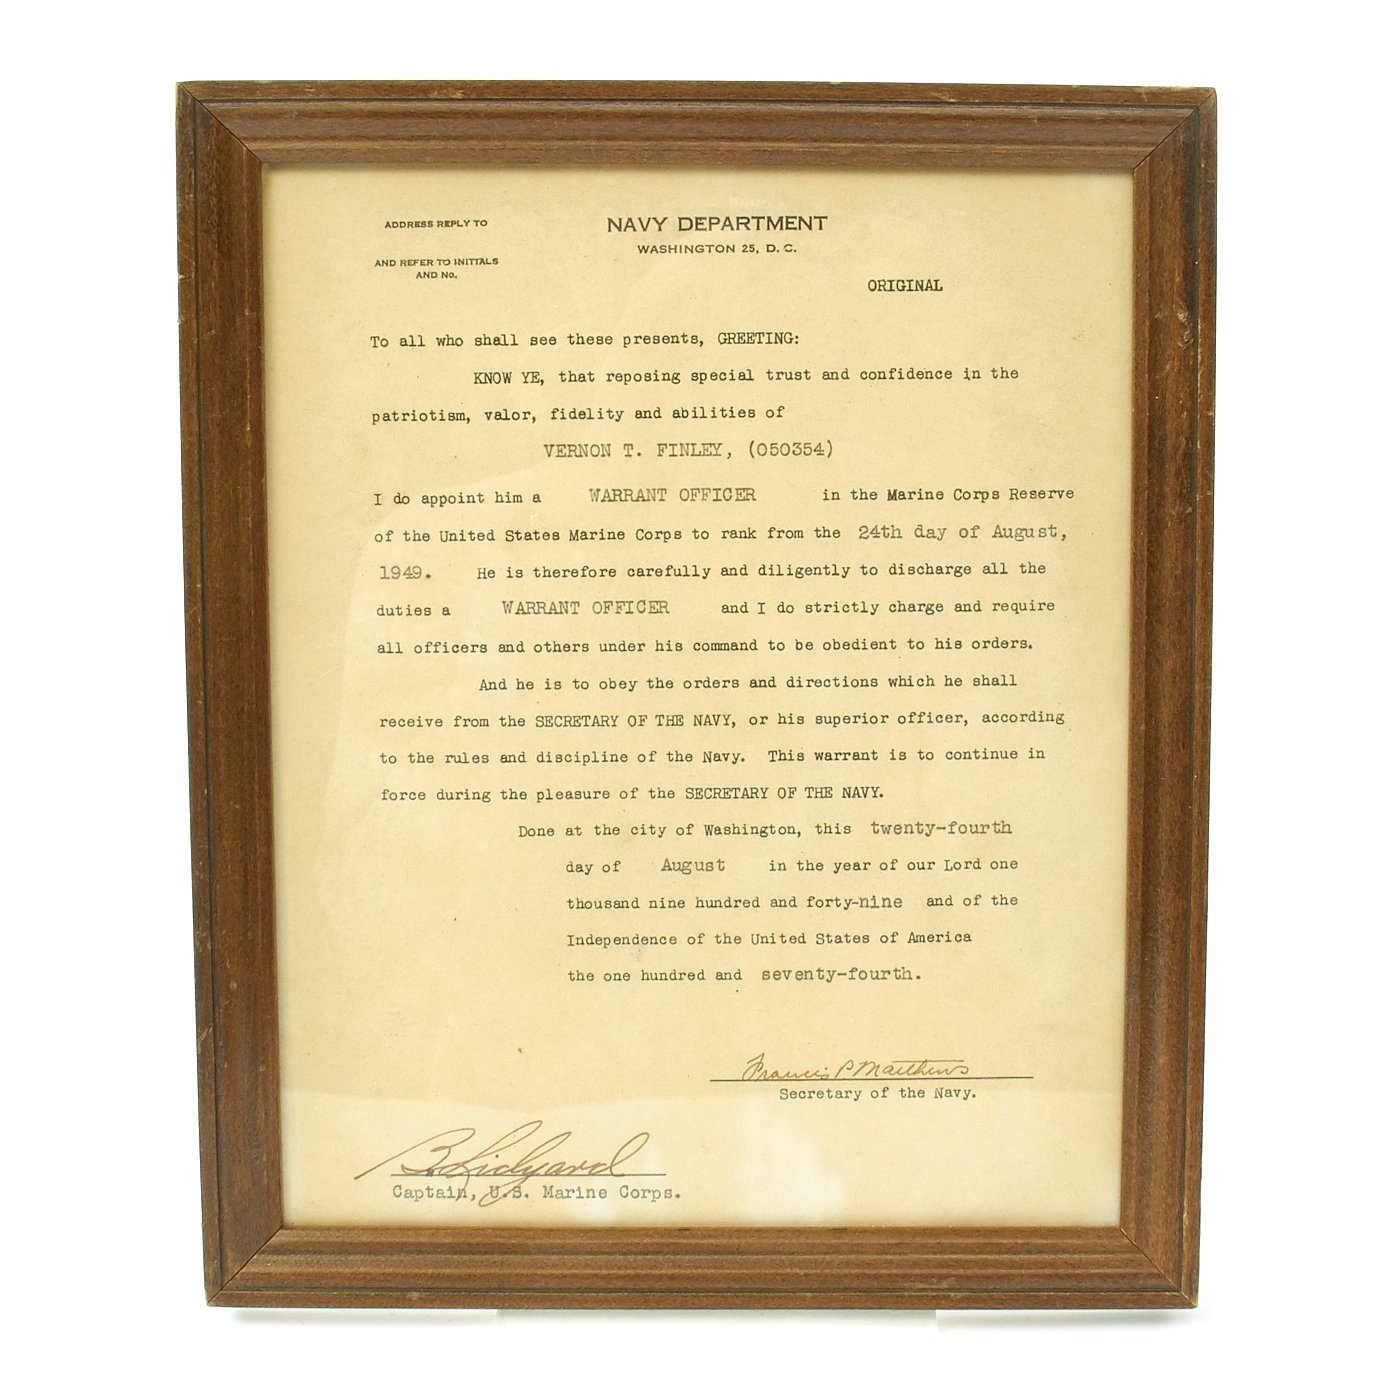 ADDRESS REPLY TO
AND REFER TO INITIALS
AND No.
NAVY DEPARTMENT
WASHINGTON 25, D. C.
ORIGINAL
To all who shall see these presents, GREETING:
KNOW YE, that reposing special trust and confidence in the
patriotism, valor, fidelity and abilities of
VERNON T. FINLEY, (050354)
I do appoint him a WARRANT OFFICER in the Marine Corps Reserve
of the United States Marine Corps to rank from the 24th day of August,
1949. He is therefore carefully and diligently to discharge all the
duties a WARRANT OFFICER and I do strictly charge and require
all officers and others under his command to be obedient to his orders.
And he is to obey the orders and directions which he shall
receive from the SECRETARY OF THE NAVY, or his superior officer, according
to the rules and discipline of the Navy. This warrant is to continue in
force during the pleasure of the SECRETARY OF THE NAVY.
Done at the city of Washington, this twenty-fourth
day of August in the year of our Lord one
thousand nine hundred and forty-nine and of the
Independence of the United States of America
the one hundred and seventy-fourth.
Francis P. Matthews
Secretary of the Navy.
B. Lidyard
Captain, U.S. Marine Corps.